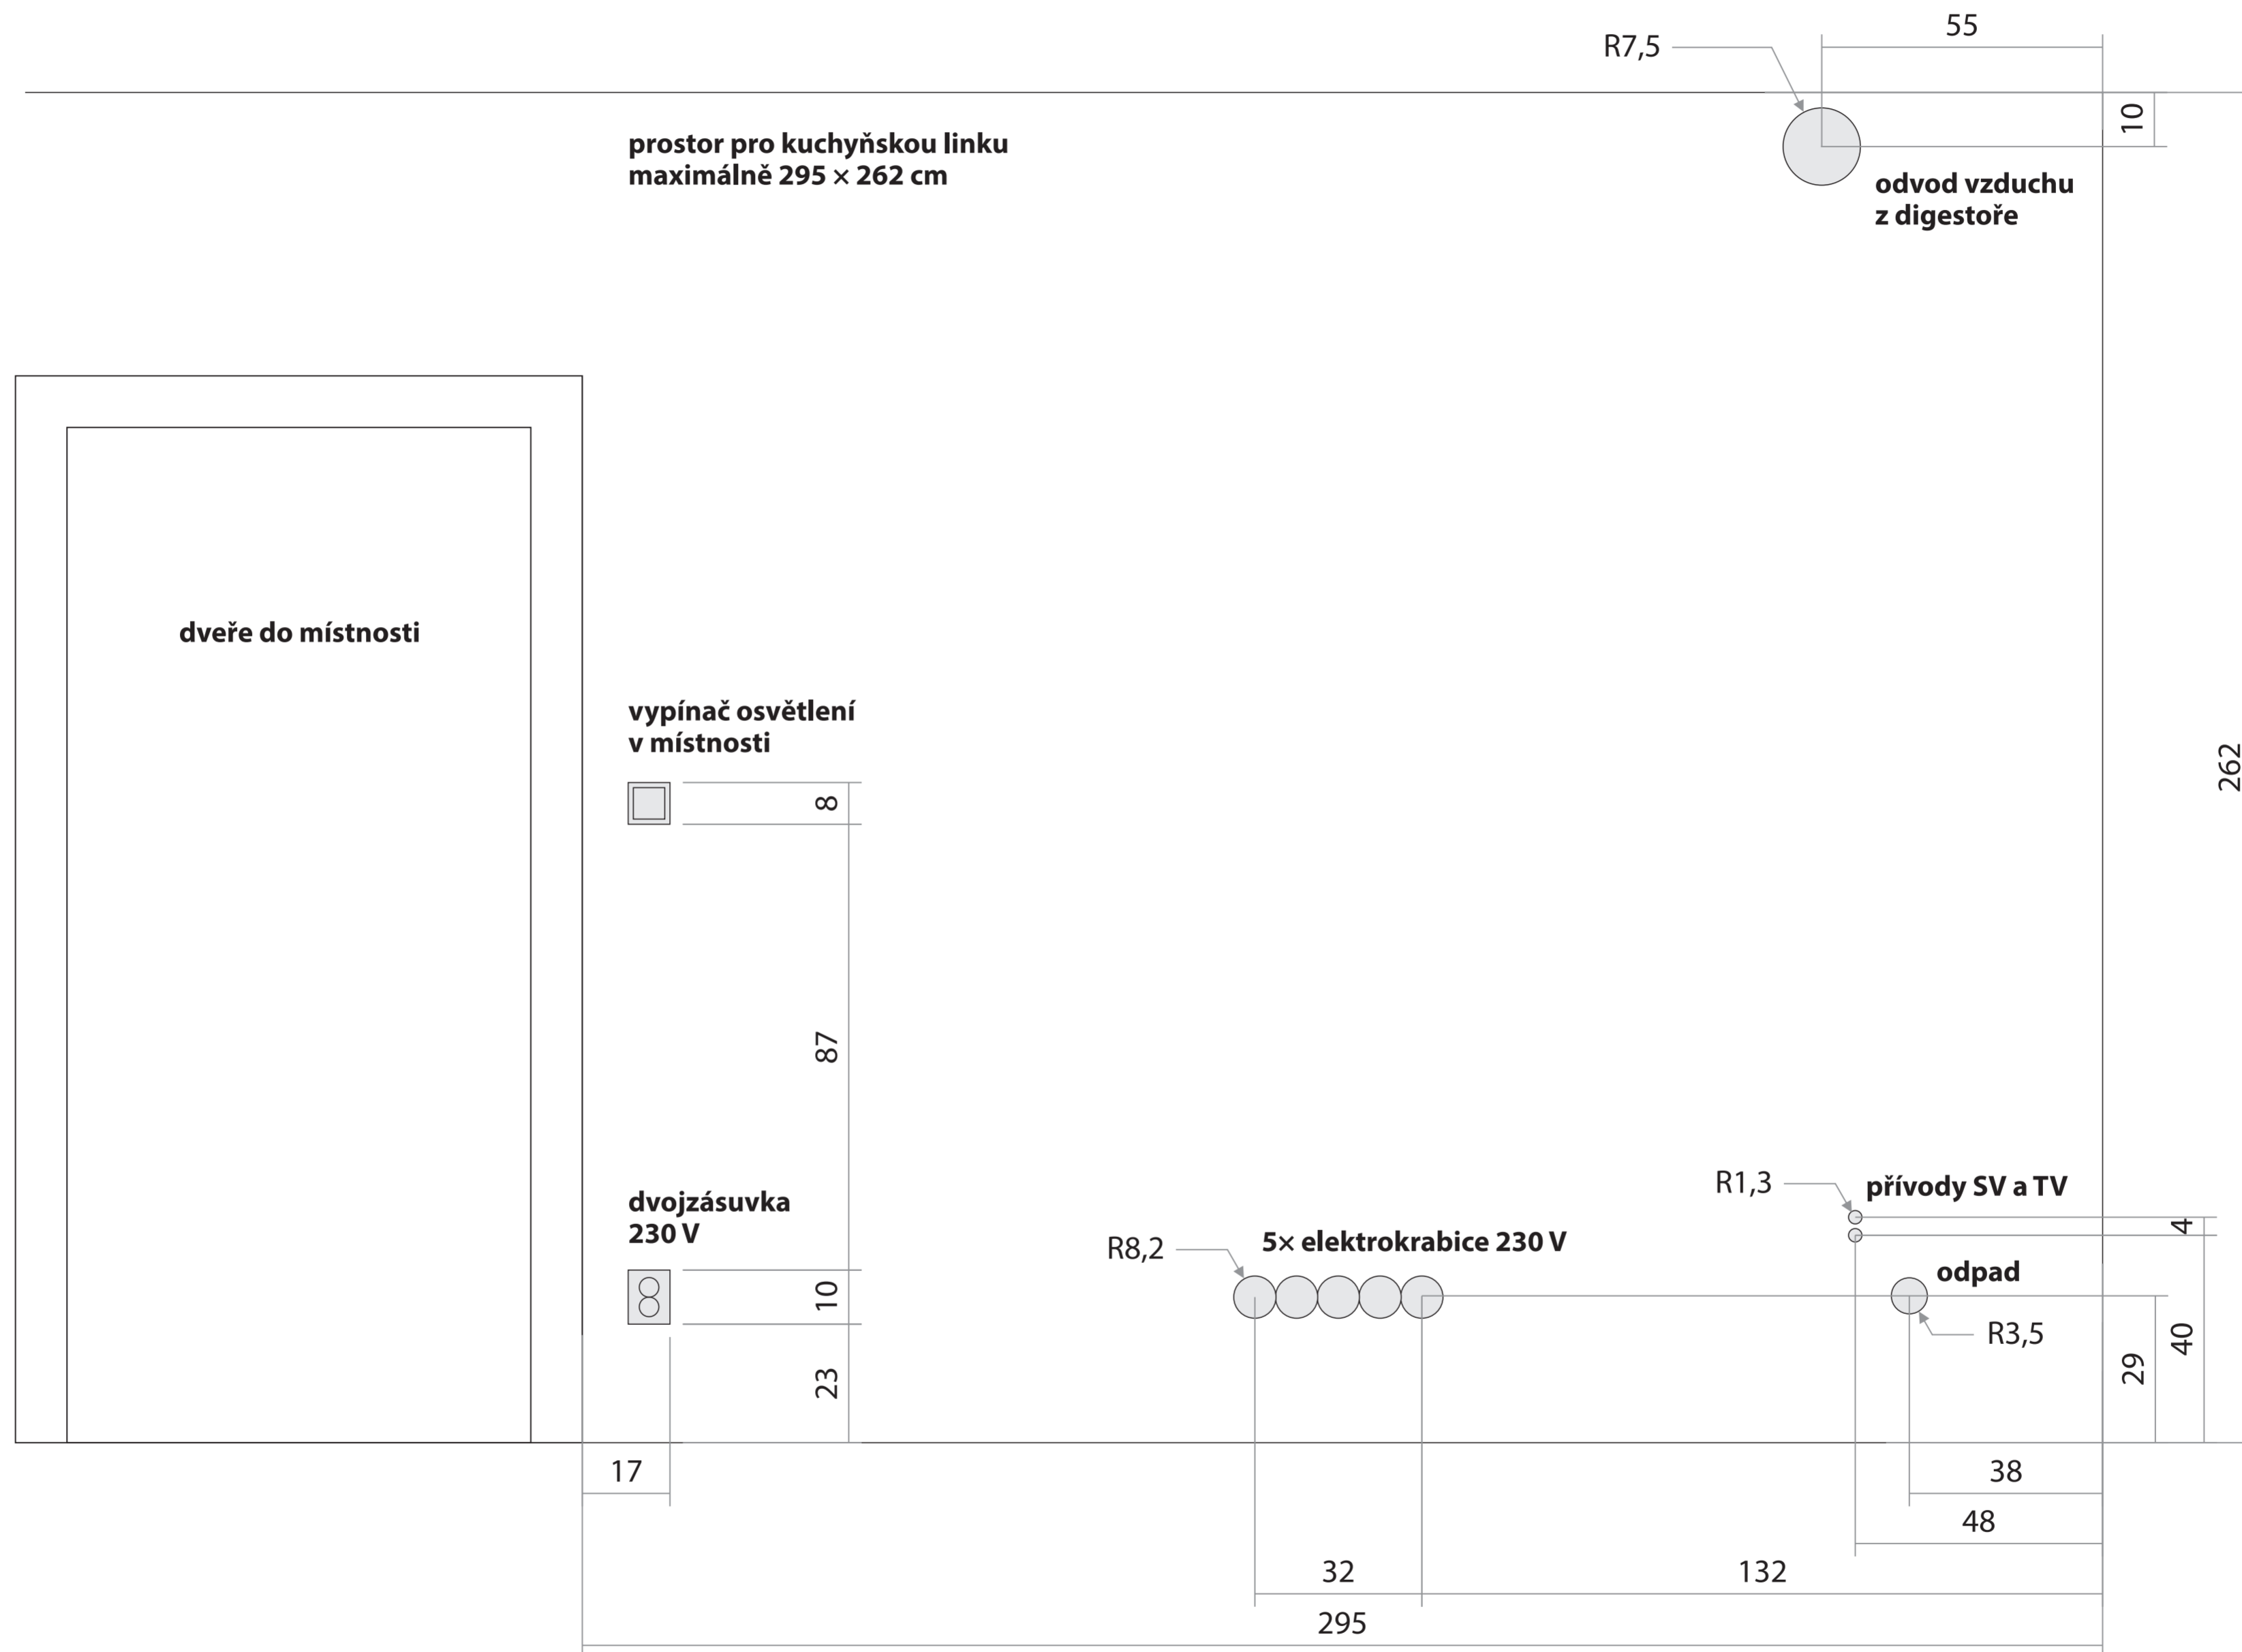 55
R7,5
10
prostor pro kuchyňskou linku
maximálně 295 × 262 cm
odvod vzduchu
z digestoře
dveře do místnosti
vypínač osvětlení
v místnosti
8
262
87
dvojzásuvka
230 V
10
23
R8,2
5× elektrokrabice 230 V
R1,3
přívody SV a TV
4
odpad
R3,5
29
40
17
38
48
32
132
295